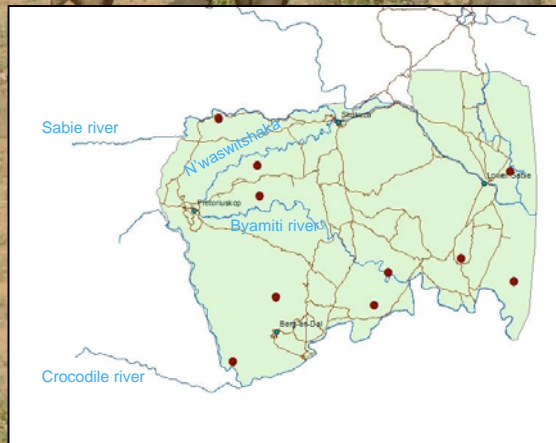 Skukuza
Sabie river
N'waswitshaka
Lower-Sabie
Pretoriuskop
Byamiti river
Berg-en-Dal
Crocodile river